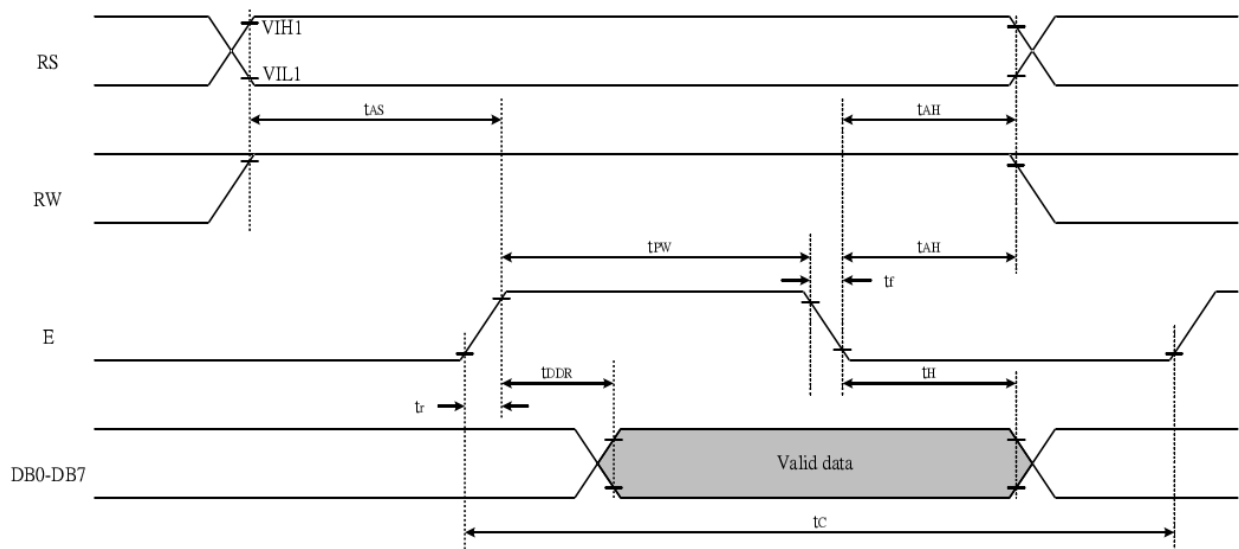 VIH1
RS
VIL1
tAS
tAH
RW
tPW
tAH
tf
E
tDDR
tH
tr
Valid data
DB0-DB7
tC